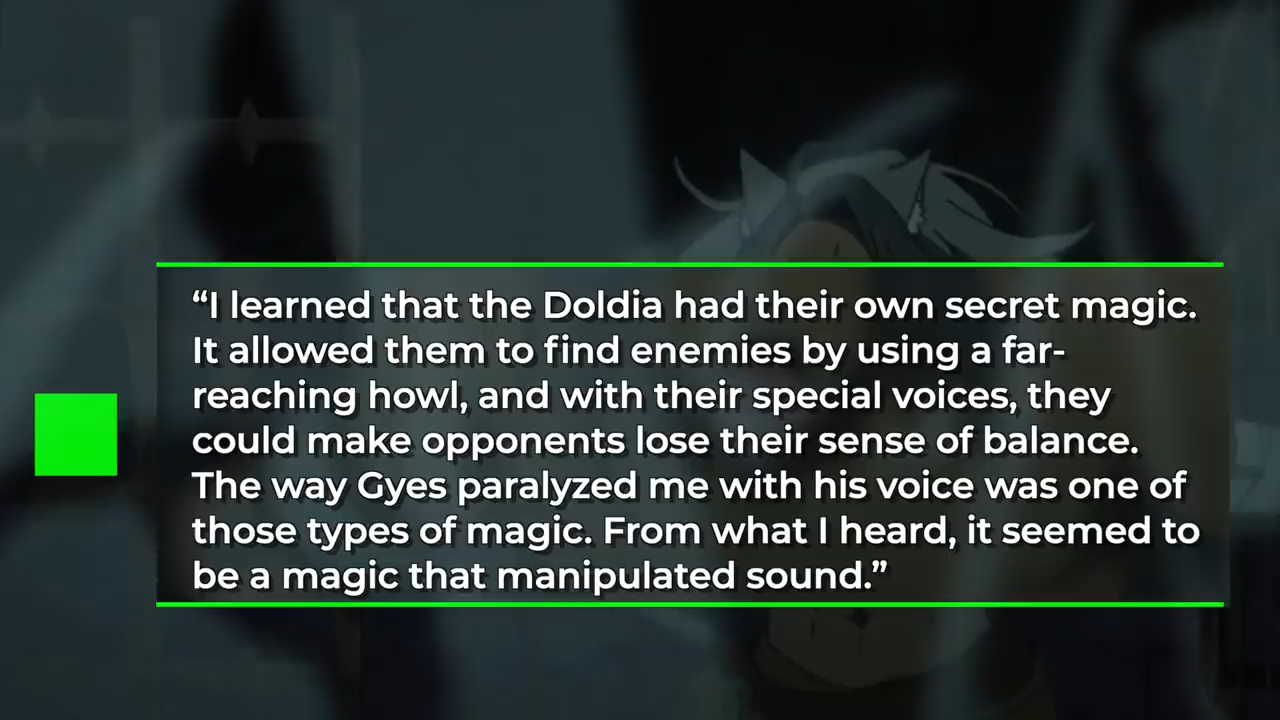 “I learned that the Doldia had their own secret magic.
It allowed them to find enemies by using a far-
reaching howl, and with their special voices, they
could make opponents lose their sense of balance.
The way Gyes paralyzed me with his voice was one of
those types of magic. From what I heard, it seemed to
be a magic that manipulated sound.”